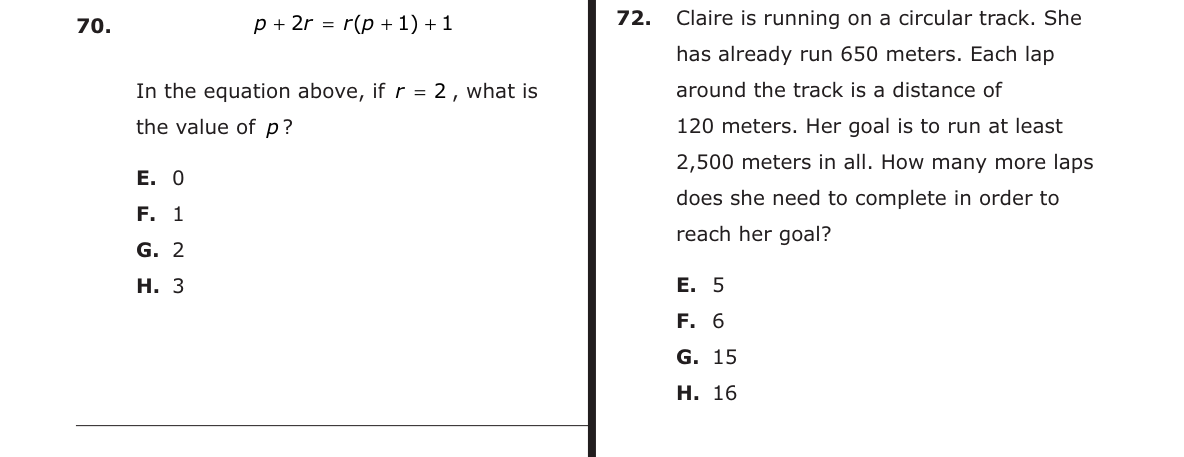 70.
p + 2r = r(p + 1) + 1
In the equation above, if r = 2 , what is
the value of p?
E. 0
F. 1
G. 2
H. 3
72. Claire is running on a circular track. She
has already run 650 meters. Each lap
around the track is a distance of
120 meters. Her goal is to run at least
2,500 meters in all. How many more laps
does she need to complete in order to
reach her goal?
E. 5
F. 6
G. 15
H. 16